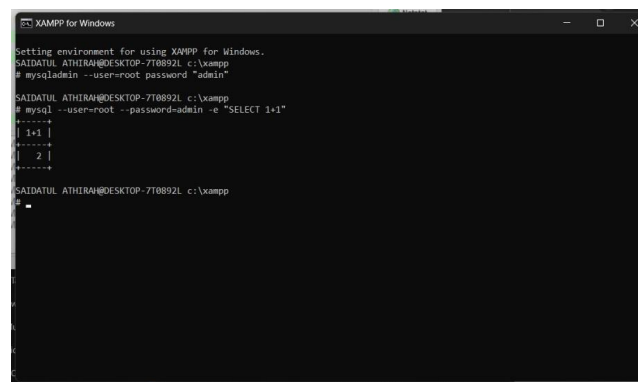 XAMPP for Windows
Setting environment for using XAMPP for Windows.
SAIDATUL ATHIRAH@DESKTOP-7T0892L c:\xampp
# mysqladmin --user=root password "admin"
SAIDATUL ATHIRAH@DESKTOP-7T0892L c:\xampp
# mysql --user=root --password=admin -e "SELECT 1+1"
+-----+
| 1+1 |
+-----+
|   2 |
+-----+
SAIDATUL ATHIRAH@DESKTOP-7T0892L c:\xampp
#